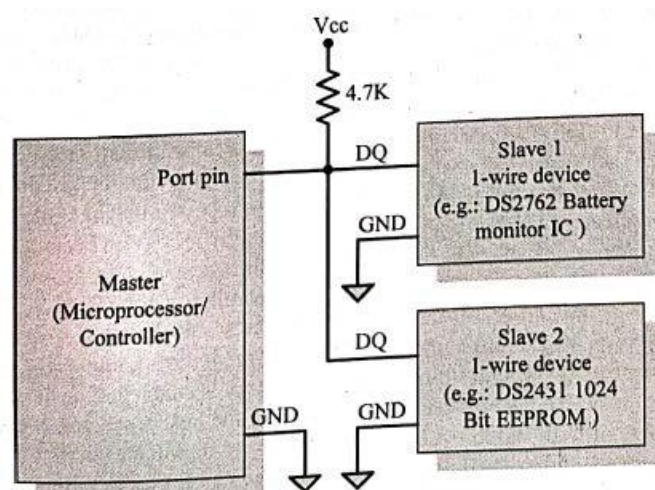 Vcc
4.7K
Port pin
DQ
Slave 1
1-wire device
(e.g.: DS2762 Battery
monitor IC )
GND
Master
(Microprocessor/
Controller)
DQ
Slave 2
1-wire device
(e.g.: DS2431 1024
Bit EEPROM )
GND
GND